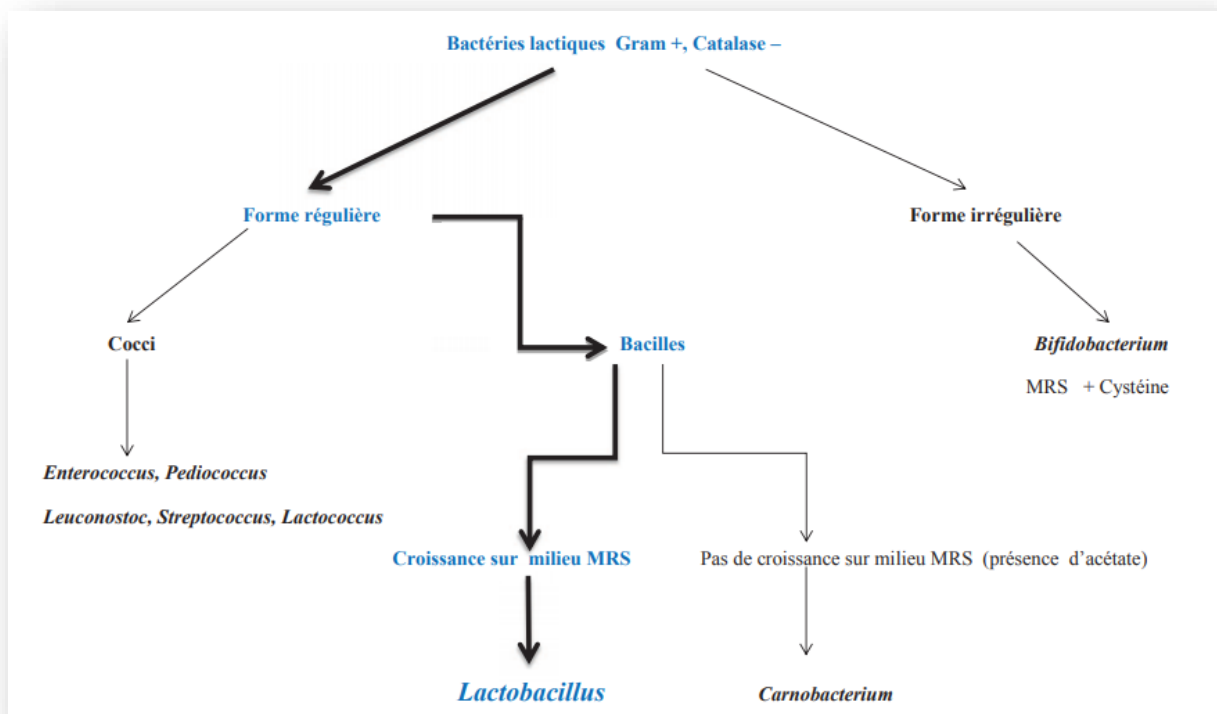 Bactéries lactiques Gram +, Catalase –
Forme régulière
Forme irrégulière
Cocci
Bacilles
Bifidobacterium
MRS + Cystéine
Enterococcus, Pediococcus
Leuconostoc, Streptococcus, Lactococcus
Croissance sur milieu MRS
Pas de croissance sur milieu MRS (présence d'acétate)
Lactobacillus
Carnobacterium